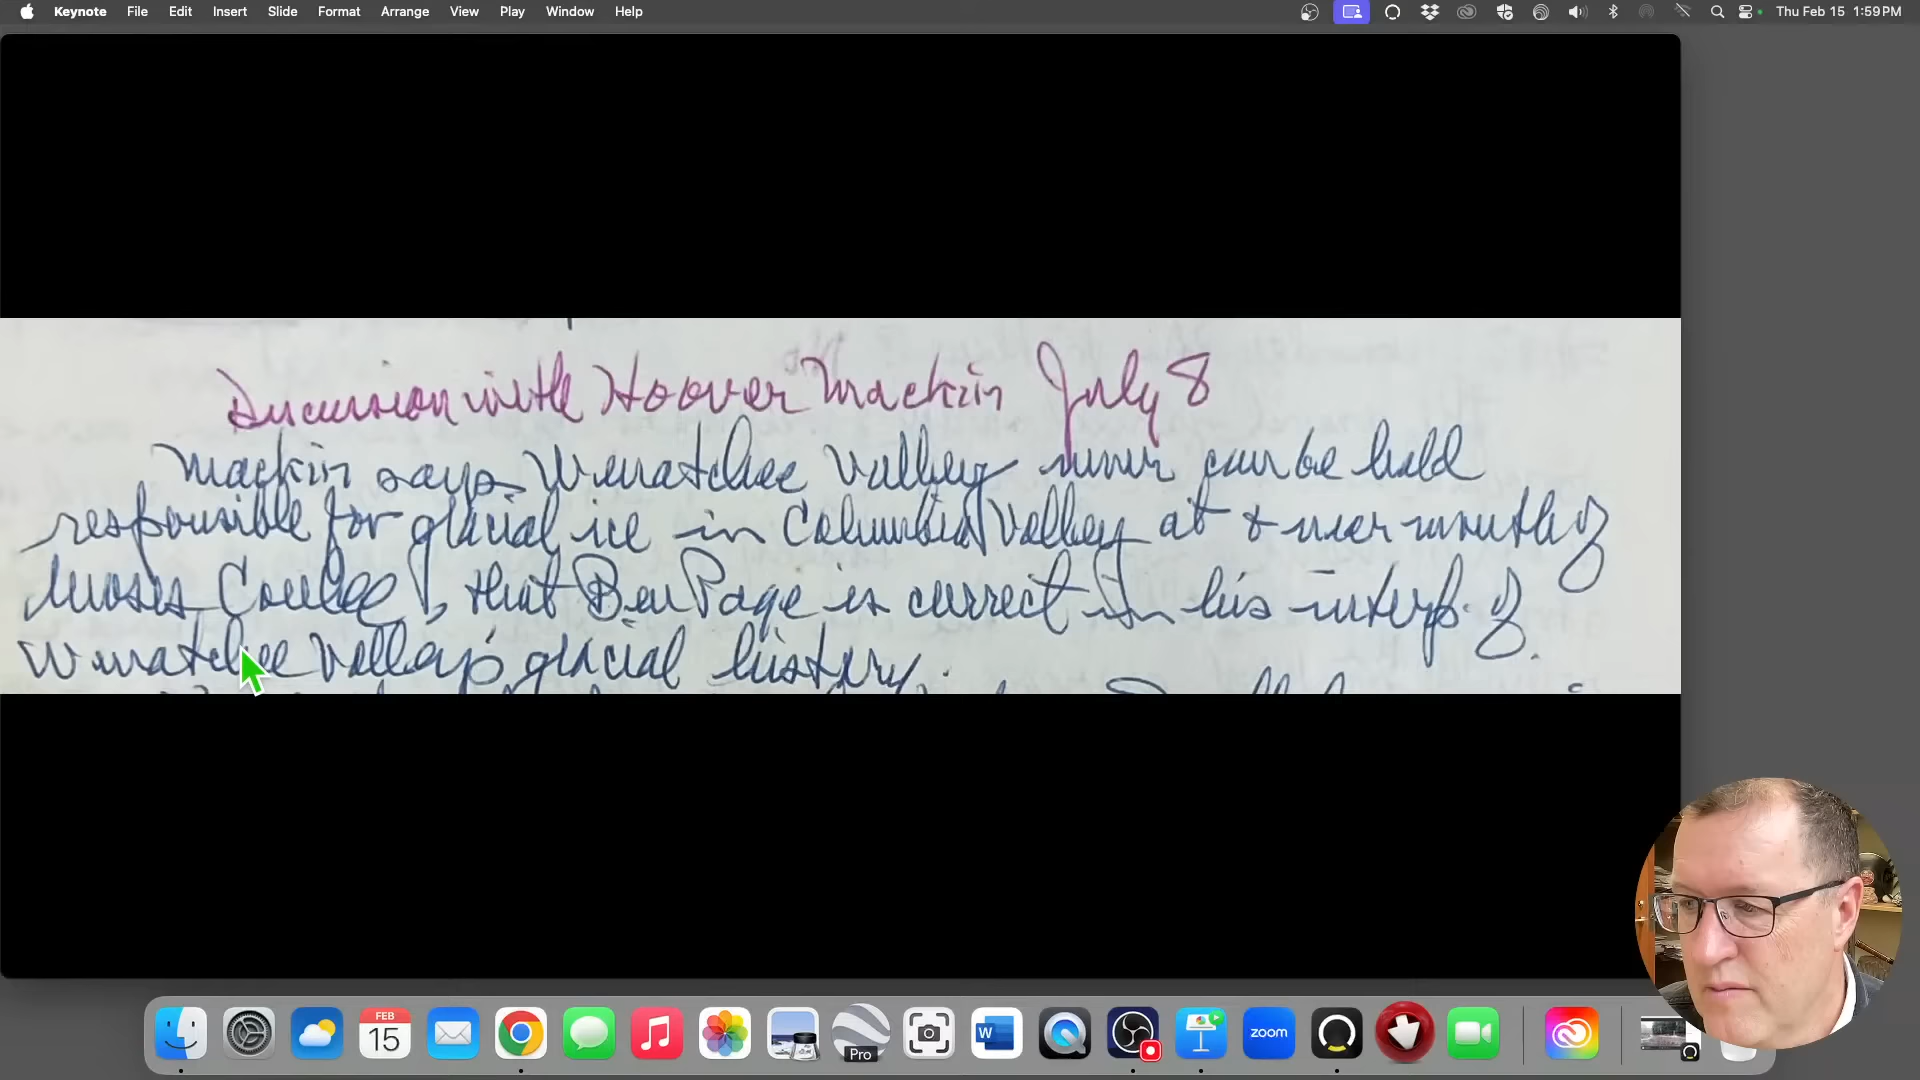 Keynote File Edit Insert Slide Format Arrange View Play Window Help Thu Feb 15 1:59 PM
Discussion with Hoover Mackin July 8
Mackin says Wenatchee Valley never can be held
responsible for glacial ice in Columbia Valley at & near mouth of
Moses Coulee, that Ben Page is correct in his interp. of
Wenatchee Valley's glacial history.
FEB
15
W
zoom
Pro